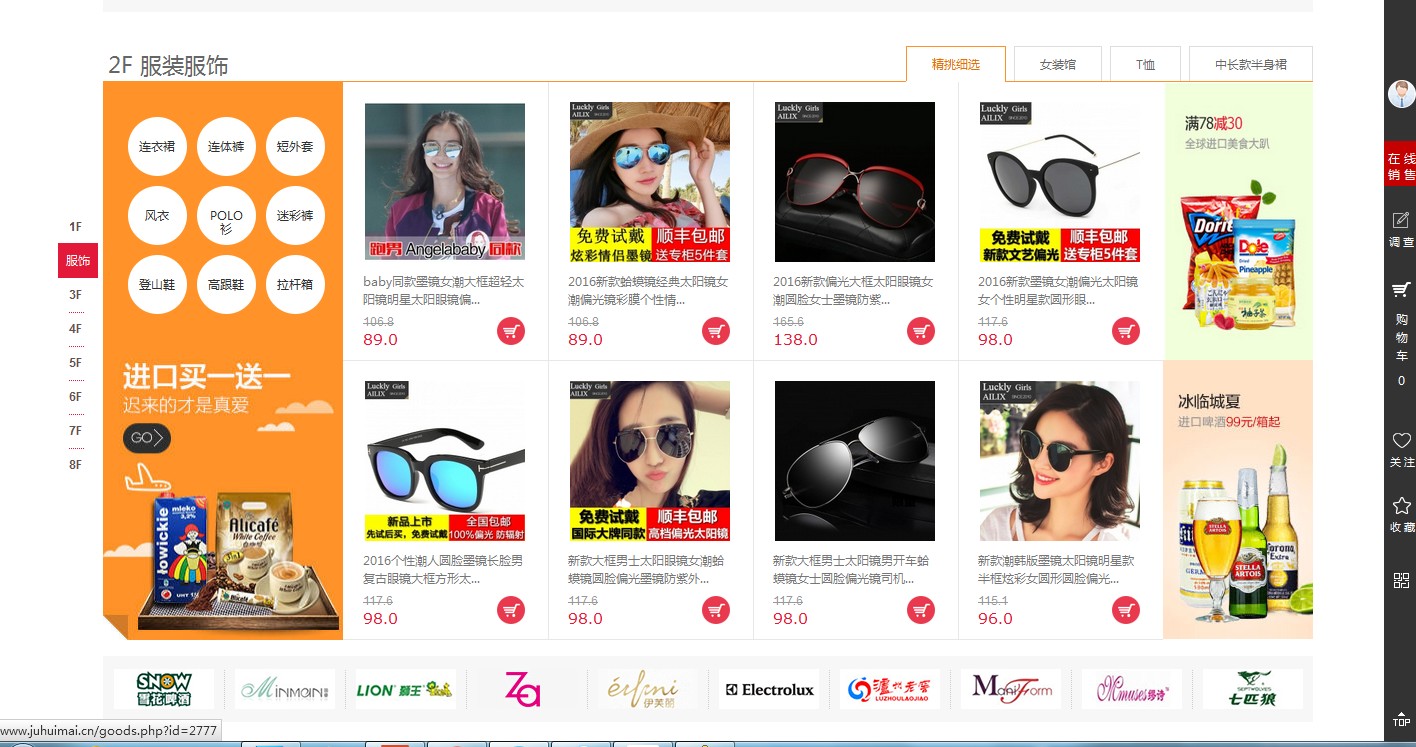 2F 服装服饰
精挑细选
女装馆
T恤
中长款半身裙
连衣裙
连体裤
短外套
风衣
POLO
衫
迷彩裤
登山鞋
高跟鞋
拉杆箱
进口买一送一
迟来的才是真爱
GO
mleko
3,2%
łowickie
UHT
Alicafé
White Coffee
跑男 Angelababy 同款
baby同款墨镜女潮大框超轻太
阳镜明星太阳眼镜偏...
106.8
89.0
Luckly Girls
AILIX
免费试戴
炫彩情侣墨镜
顺丰包邮
送专柜5件套
2016新款蛤蟆镜经典太阳镜女
潮偏光镜彩膜个性情...
106.8
89.0
Luckly Girls
AILIX
2016新款偏光大框太阳眼镜女
潮圆脸女士墨镜防紫...
165.6
138.0
Luckly Girls
AILIX
免费试戴
新款文艺偏光
顺丰包邮
送专柜5件套
2016新款墨镜女潮偏光太阳镜
女个性明星款圆形眼...
117.6
98.0
满78减30
全球进口美食大趴
Dole
Dried
Pineapple
Luckly Girls
AILIX
新品上市
先试后买，免费试戴
全国包邮
100%偏光 防辐射
2016个性潮人圆脸墨镜长脸男
复古眼镜大框方形太...
117.6
98.0
Luckly Girls
AILIX
免费试戴
国际大牌同款
顺丰包邮
高档偏光太阳镜
新款大框男士太阳眼镜女潮蛤
蟆镜圆脸偏光墨镜防紫外...
117.6
98.0
新款大框男士太阳镜男开车蛤
蟆镜女士圆脸偏光镜司机...
117.6
98.0
Luckly Girls
AILIX
新款潮韩版墨镜太阳镜明星款
半框炫彩女圆形圆脸偏光...
115.1
96.0
冰临城夏
进口啤酒99元/箱起
STELLA
ARTOIS
STELLA
ARTOIS
Corona
Extra
1F
服饰
3F
4F
5F
6F
7F
8F
SNOW
雪花啤酒
MINMAN
LION 狮王
Za
伊芙丽
Electrolux
泸州老窖
LUZHOULAOJIAO
ManiForm
Mmuses缪诗
SEPTWOLVES
七匹狼
在线
销售
调查
购
物
车
0
关注
收藏
TOP
www.juhuimai.cn/goods.php?id=2777